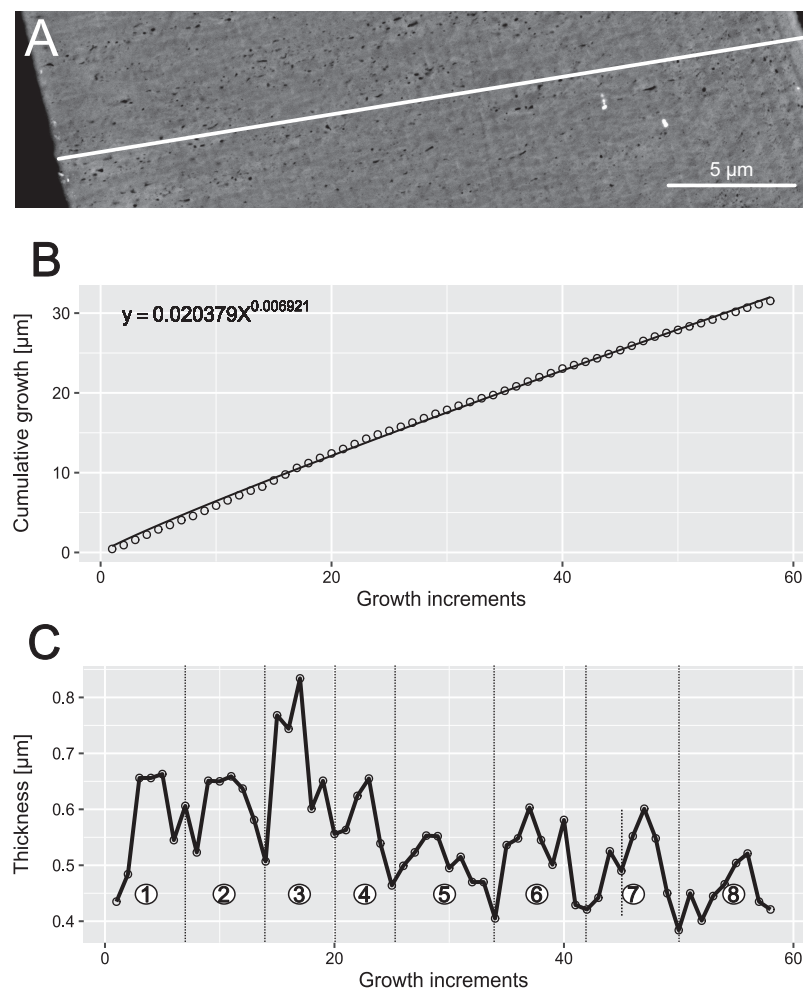 A
5 µm
B
y = 0.020379X^0.006921
Cumulative growth [µm]
30
20
10
0
0 20 40 60
Growth increments
C
Thickness [µm]
0.8
0.7
0.6
0.5
0.4
1 2 3 4 5 6 7 8
0 20 40 60
Growth increments